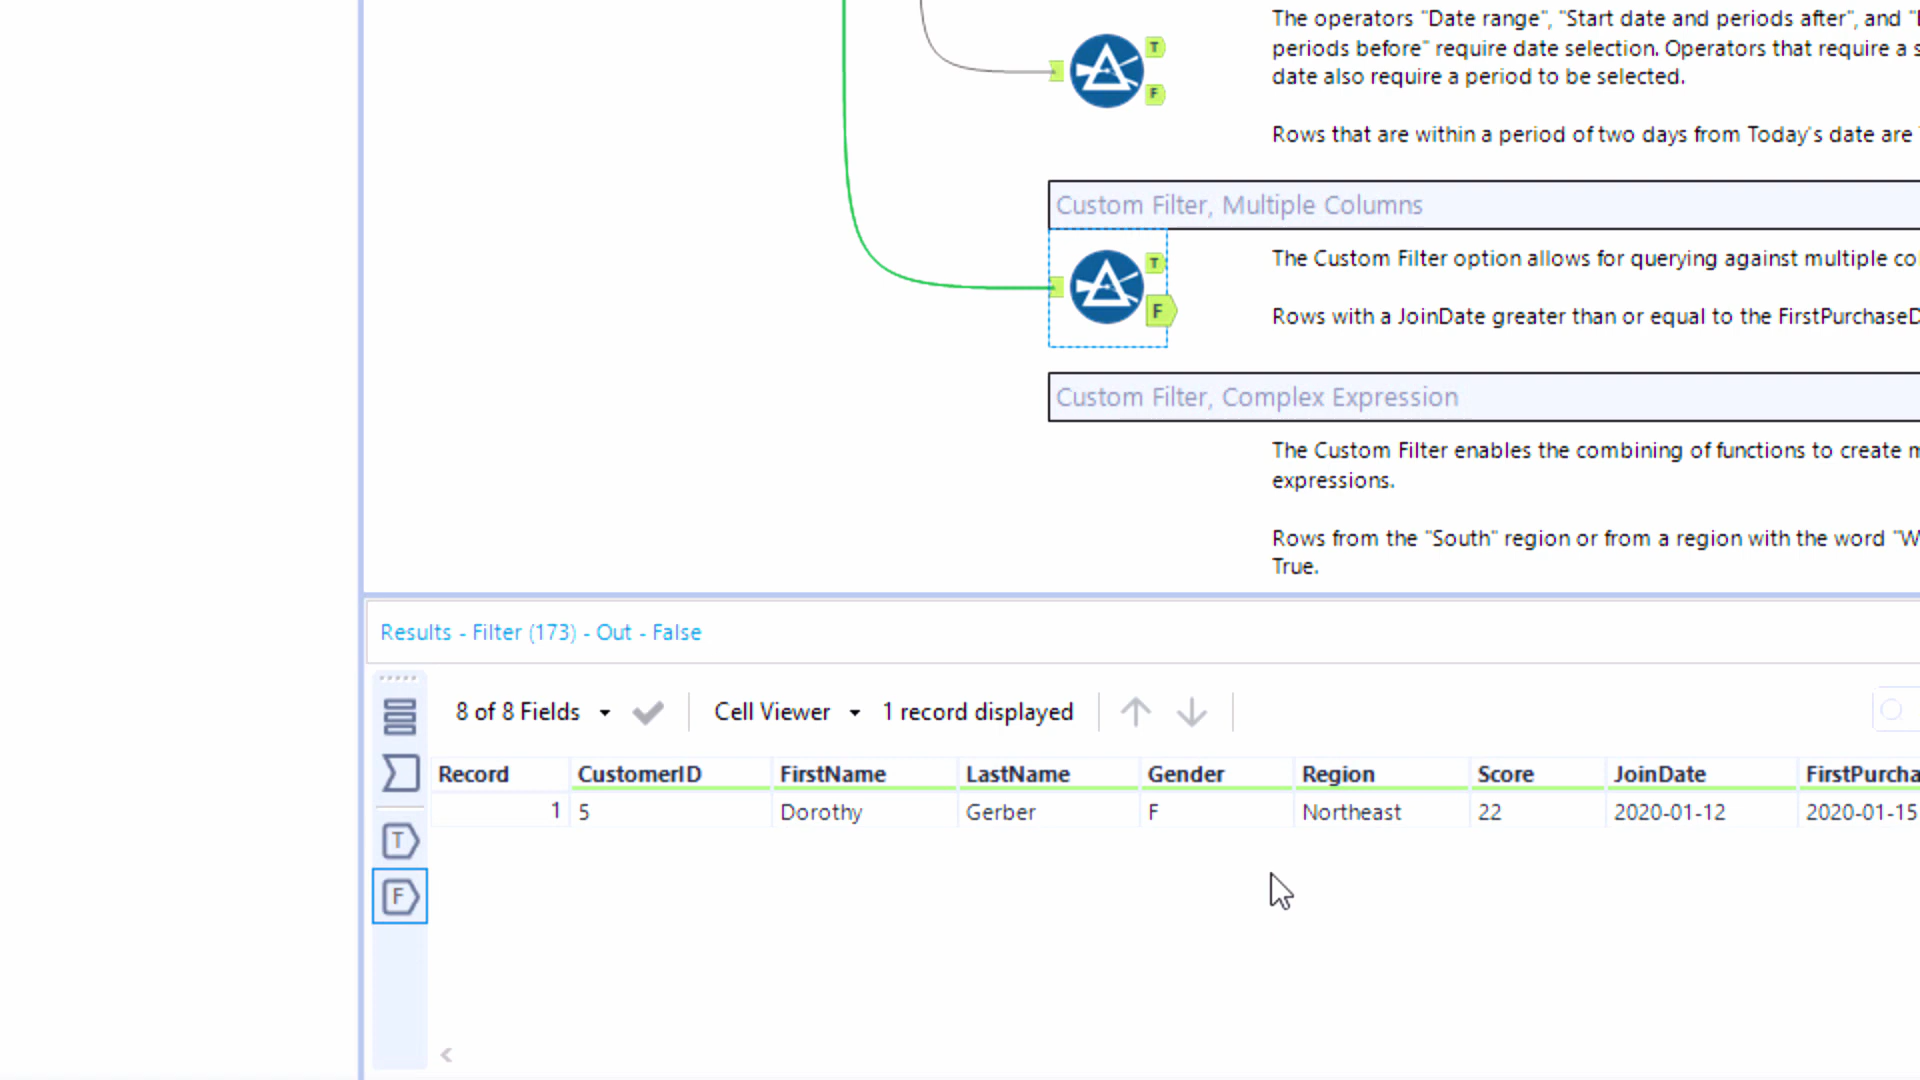 The operators "Date range", "Start date and periods after", and
periods before" require date selection. Operators that require a
date also require a period to be selected.
T
F
Rows that are within a period of two days from Today's date are
Custom Filter, Multiple Columns
The Custom Filter option allows for querying against multiple
T
F
Rows with a JoinDate greater than or equal to the
Custom Filter, Complex Expression
The Custom Filter enables the combining of functions to create
expressions.
Rows from the "South" region or from a region with the word
True.
Results - Filter (173) - Out - False
8 of 8 Fields Cell Viewer 1 record displayed
Record CustomerID FirstName LastName Gender Region Score JoinDate FirstPurcha
1 5 Dorothy Gerber F Northeast 22 2020-01-12 2020-01-15
T
F